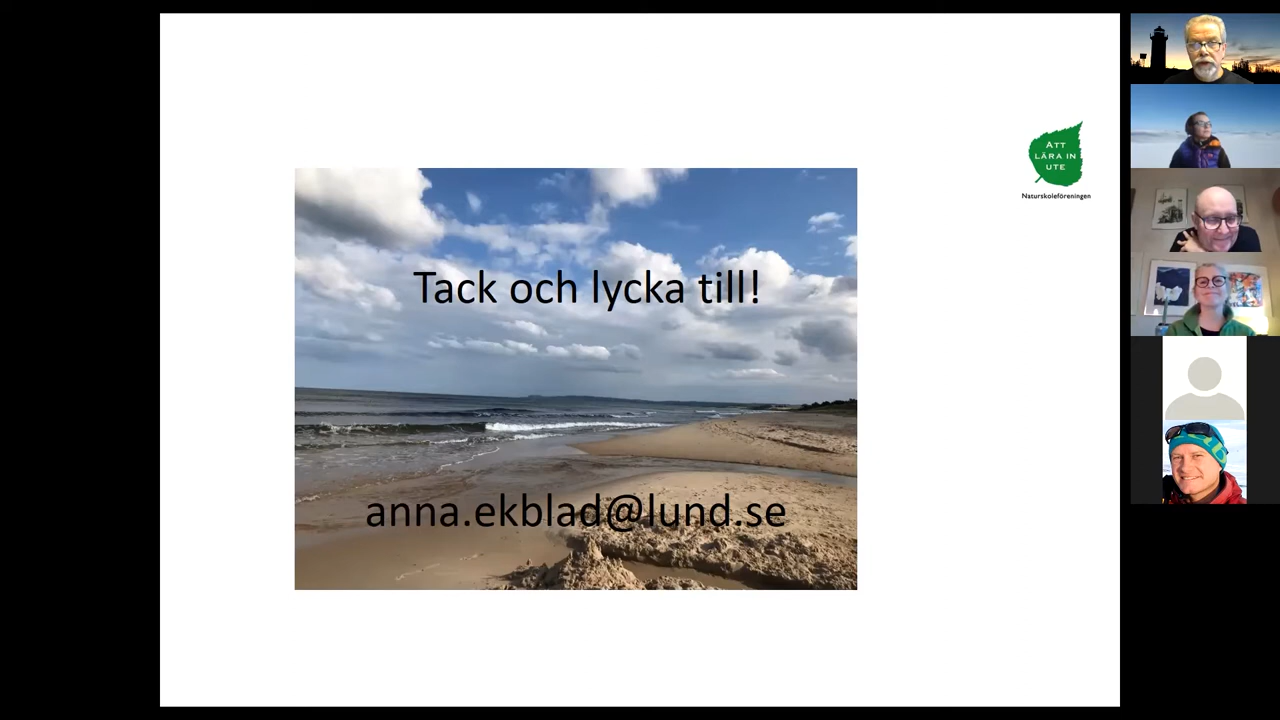 Tack och lycka till!
anna.ekblad@lund.se
ATT
LÄRA IN
UTE
Naturskoleföreningen